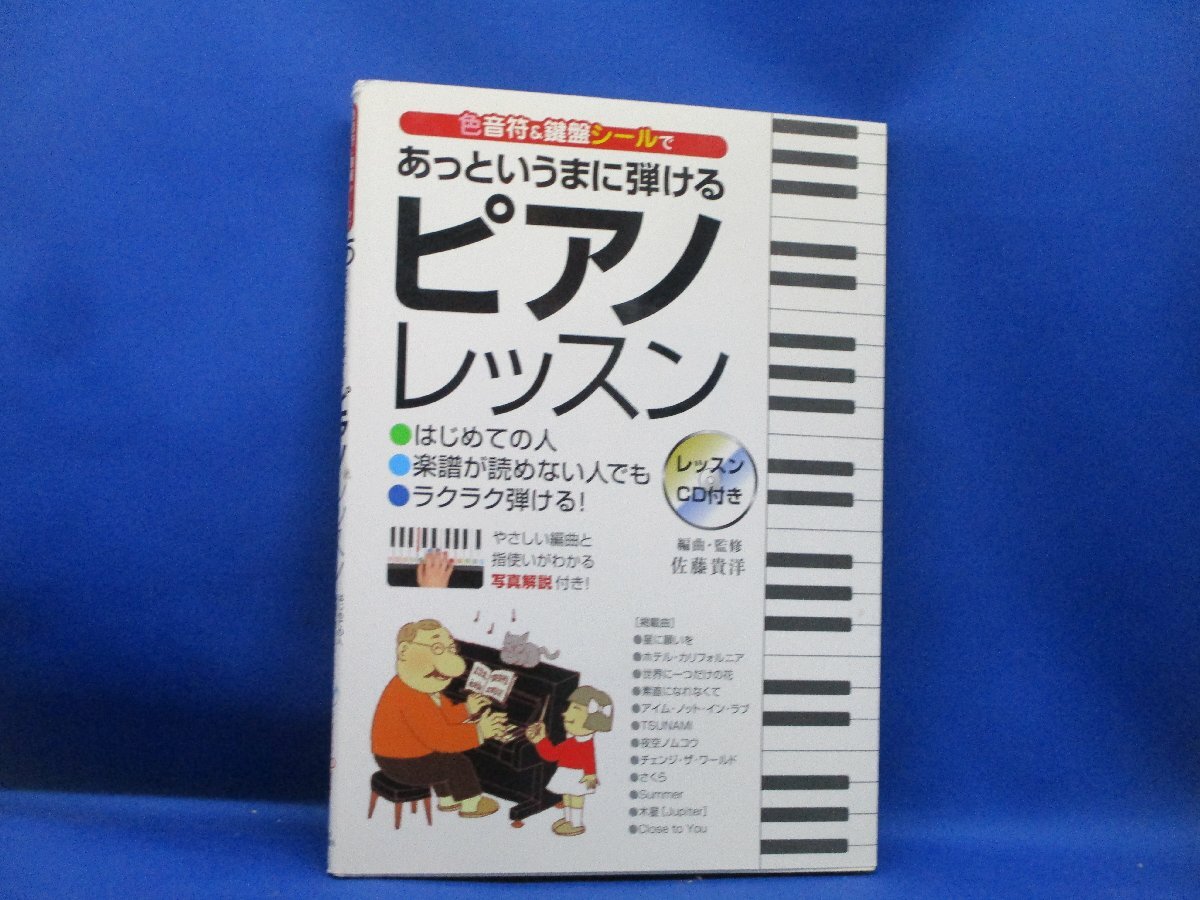 色音符&鍵盤シールで
あっというまに弾ける
ピアノ
レッスン
●はじめての人
●楽譜が読めない人でも
●ラクラク弾ける!
レッスン
CD付き
編曲・監修
佐藤貴洋
やさしい編曲と
指使いがわかる
写真解説付き!
[掲載曲]
●星に願いを
●ホテル・カリフォルニア
●世界に一つだけの花
●素直になれなくて
●アイム・ノット・イン・ラブ
●TSUNAMI
●夜空ノムコウ
●チェンジ・ザ・ワールド
●さくら
●Summer
●木星[Jupiter]
●Close to You